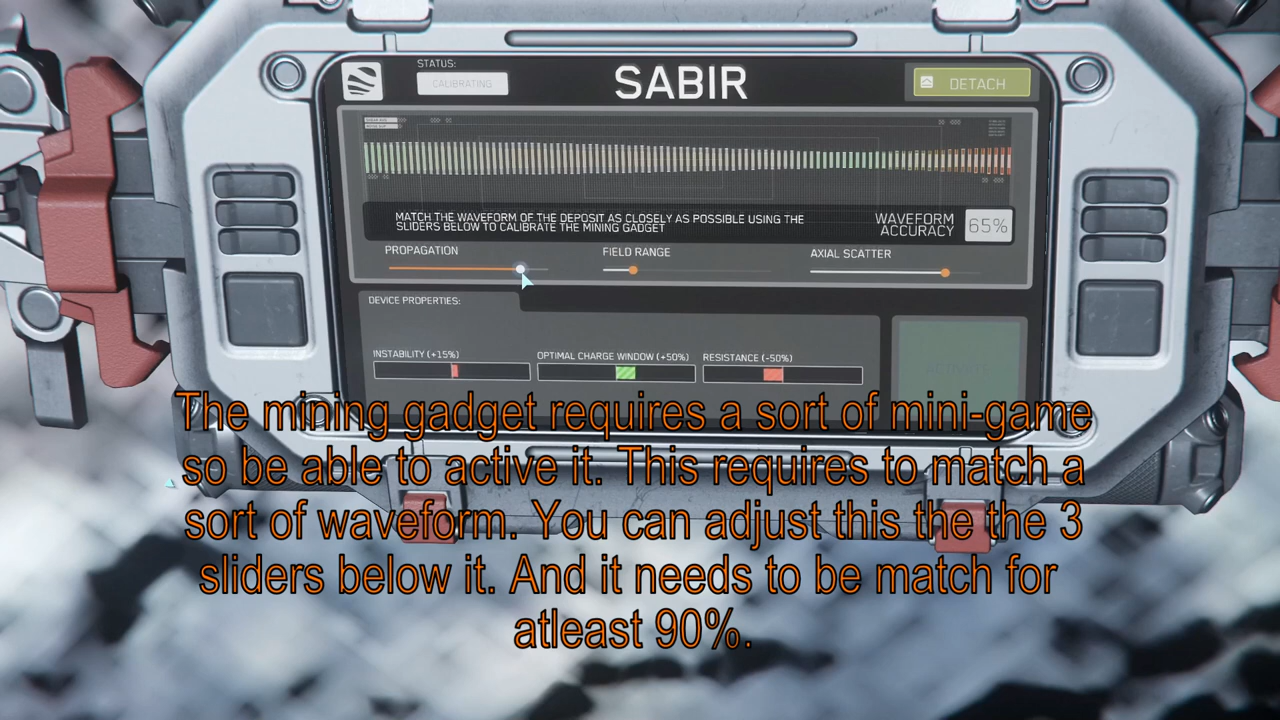 STATUS:
CALIBRATING
SABIR
DETACH
MATCH THE WAVEFORM OF THE DEPOSIT AS CLOSELY AS POSSIBLE USING THE
SLIDERS BELOW TO CALIBRATE THE MINING GADGET
WAVEFORM
ACCURACY
65%
PROPAGATION
FIELD RANGE
AXIAL SCATTER
DEVICE PROPERTIES:
INSTABILITY (+15%)
OPTIMAL CHARGE WINDOW (+50%)
RESISTANCE (-50%)
The mining gadget requires a sort of mini-game
so be able to active it. This requires to match a
sort of waveform. You can adjust this the the 3
sliders below it. And it needs to be match for
atleast 90%.